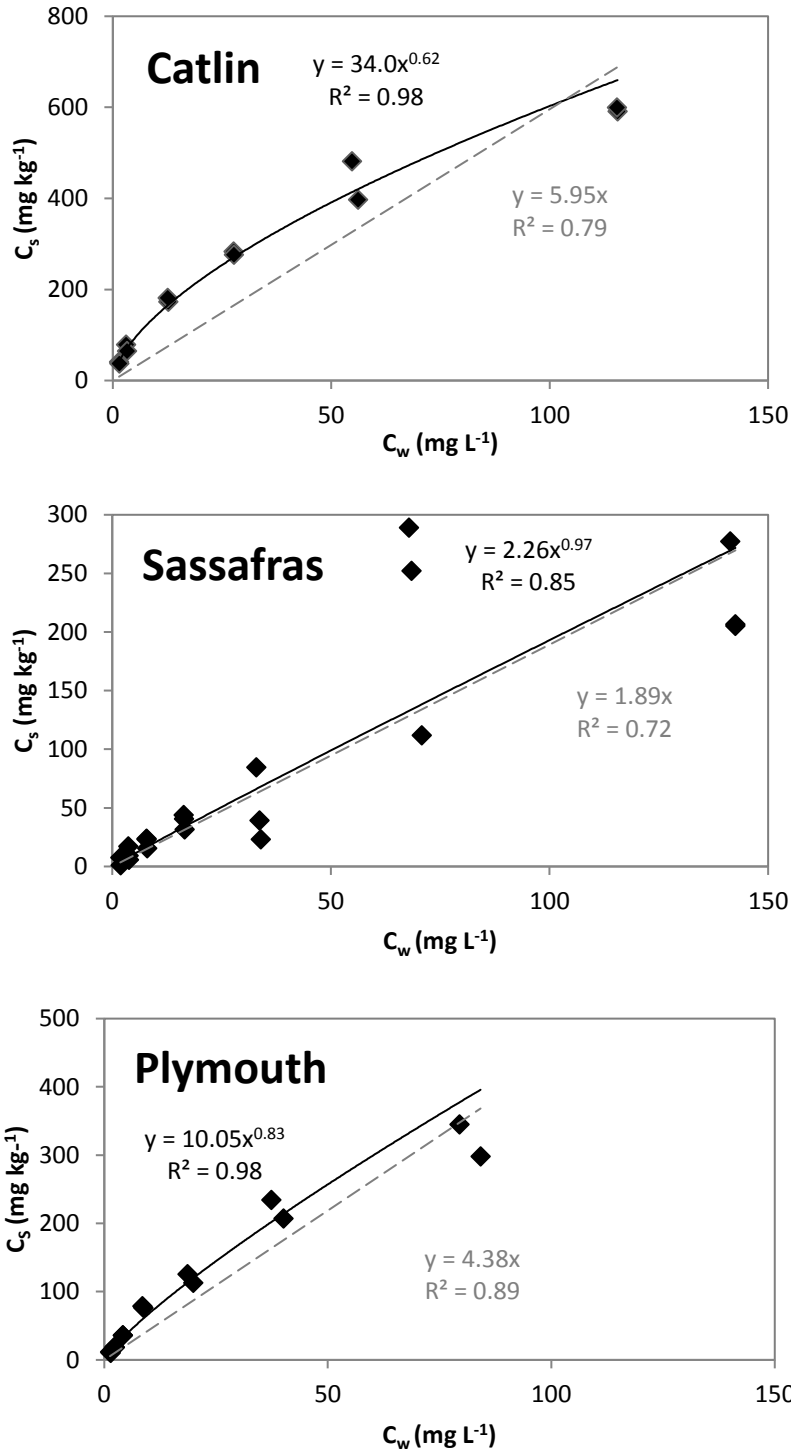 800
Catlin
y = 34.0x^0.62
R² = 0.98
600
C_s (mg kg⁻¹)
400
y = 5.95x
R² = 0.79
200
0
0 50 100 150
C_w (mg L⁻¹)
300
Sassafras
y = 2.26x^0.97
R² = 0.85
250
200
C_s (mg kg⁻¹)
150
y = 1.89x
R² = 0.72
100
50
0
0 50 100 150
C_w (mg L⁻¹)
500
Plymouth
400
y = 10.05x^0.83
R² = 0.98
300
C_S (mg kg-¹)
200
y = 4.38x
R² = 0.89
100
0
0 50 100 150
C_w (mg L⁻¹)